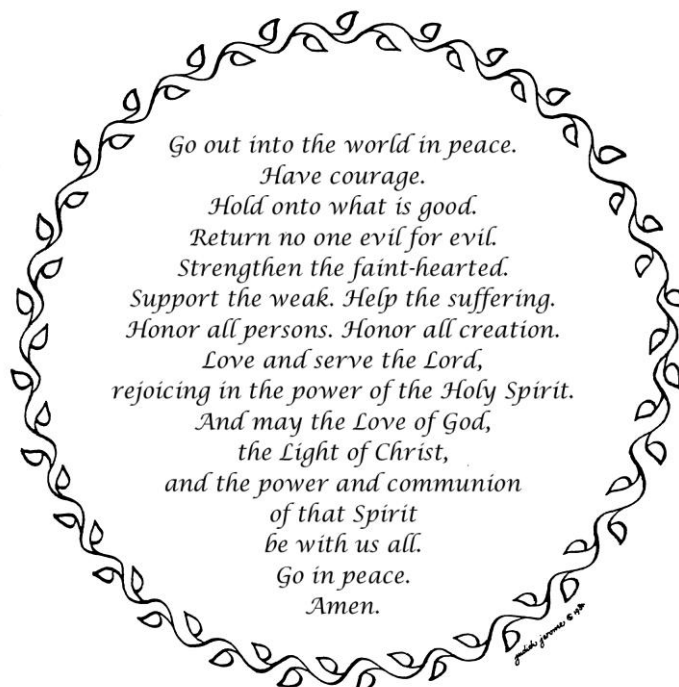 Go out into the world in peace.
Have courage.
Hold onto what is good.
Return no one evil for evil.
Strengthen the faint-hearted.
Support the weak. Help the suffering.
Honor all persons. Honor all creation.
Love and serve the Lord,
rejoicing in the power of the Holy Spirit.
And may the Love of God,
the Light of Christ,
and the power and communion
of that Spirit
be with us all.
Go in peace.
Amen.
judith jerome ©